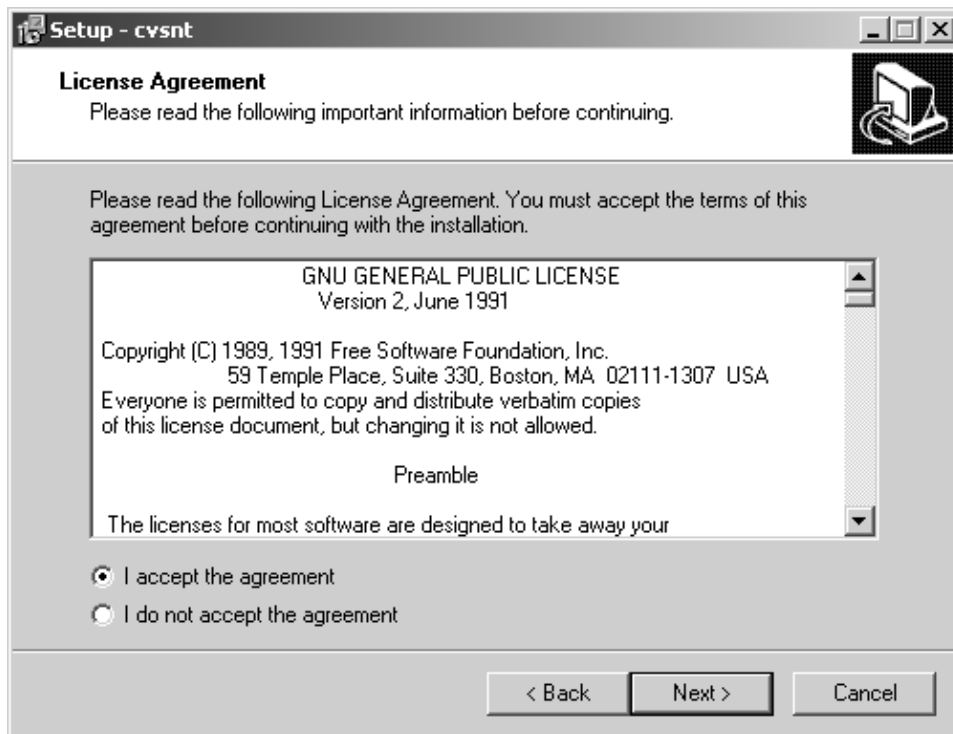 Setup - cvsnt
License Agreement
Please read the following important information before continuing.
Please read the following License Agreement. You must accept the terms of this
agreement before continuing with the installation.
GNU GENERAL PUBLIC LICENSE
Version 2, June 1991
Copyright (C) 1989, 1991 Free Software Foundation, Inc.
59 Temple Place, Suite 330, Boston, MA  02111-1307  USA
Everyone is permitted to copy and distribute verbatim copies
of this license document, but changing it is not allowed.
Preamble
The licenses for most software are designed to take away your
I accept the agreement
I do not accept the agreement
< Back Next > Cancel